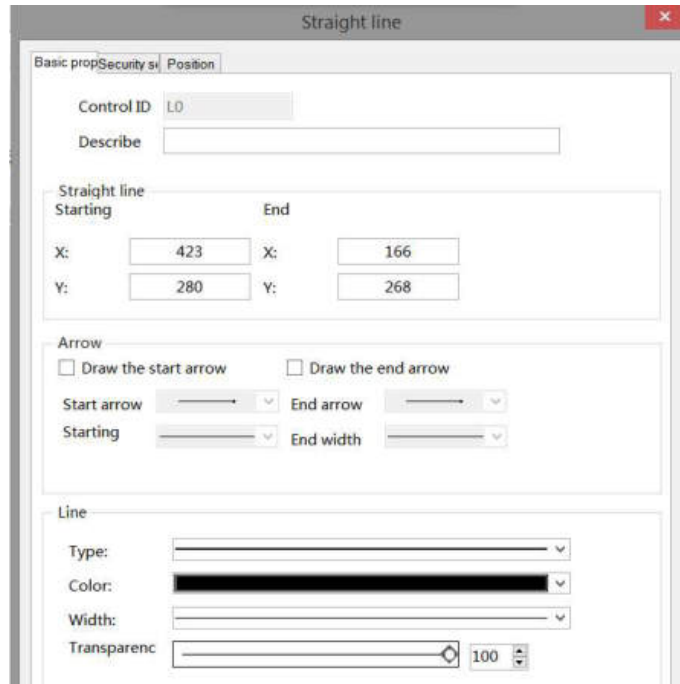 Straight line
Basic prop Security se Position
Control ID L0
Describe
Straight line
Starting End
X: 423 X: 166
Y: 280 Y: 268
Arrow
Draw the start arrow Draw the end arrow
Start arrow End arrow
Starting End width
Line
Type:
Color:
Width:
Transparenc 100